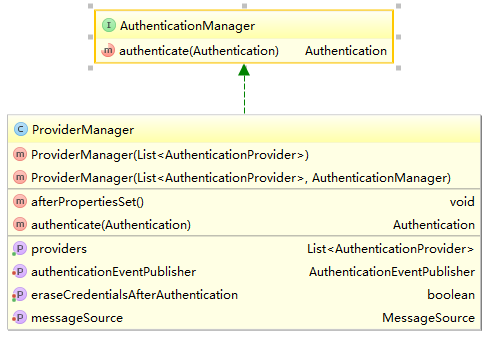 I AuthenticationManager
m authenticate(Authentication) Authentication
C ProviderManager
m ProviderManager(List<AuthenticationProvider>)
m ProviderManager(List<AuthenticationProvider>, AuthenticationManager)
m afterPropertiesSet() void
m authenticate(Authentication) Authentication
P providers List<AuthenticationProvider>
P authenticationEventPublisher AuthenticationEventPublisher
P eraseCredentialsAfterAuthentication boolean
P messageSource MessageSource